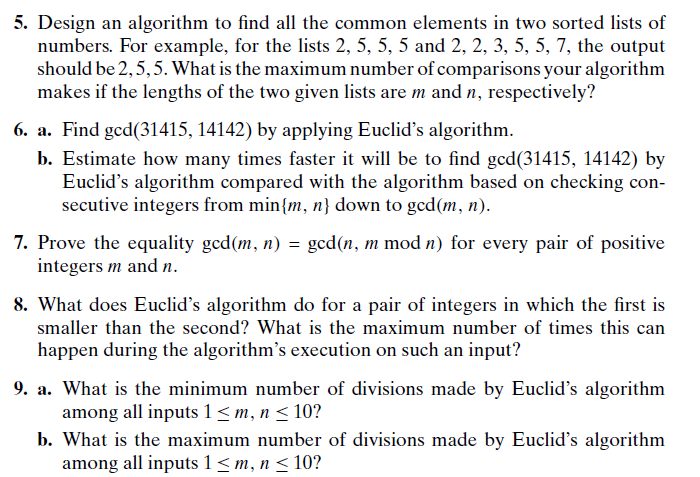 5. Design an algorithm to find all the common elements in two sorted lists of
numbers. For example, for the lists 2, 5, 5, 5 and 2, 2, 3, 5, 5, 7, the output
should be 2, 5, 5. What is the maximum number of comparisons your algorithm
makes if the lengths of the two given lists are m and n, respectively?
6. a. Find gcd(31415, 14142) by applying Euclid's algorithm.
b. Estimate how many times faster it will be to find gcd(31415, 14142) by
Euclid's algorithm compared with the algorithm based on checking con-
secutive integers from min{m, n} down to gcd(m, n).
7. Prove the equality gcd(m, n) = gcd(n, m mod n) for every pair of positive
integers m and n.
8. What does Euclid's algorithm do for a pair of integers in which the first is
smaller than the second? What is the maximum number of times this can
happen during the algorithm's execution on such an input?
9. a. What is the minimum number of divisions made by Euclid's algorithm
among all inputs 1 ≤ m, n ≤ 10?
b. What is the maximum number of divisions made by Euclid's algorithm
among all inputs 1 ≤ m, n ≤ 10?